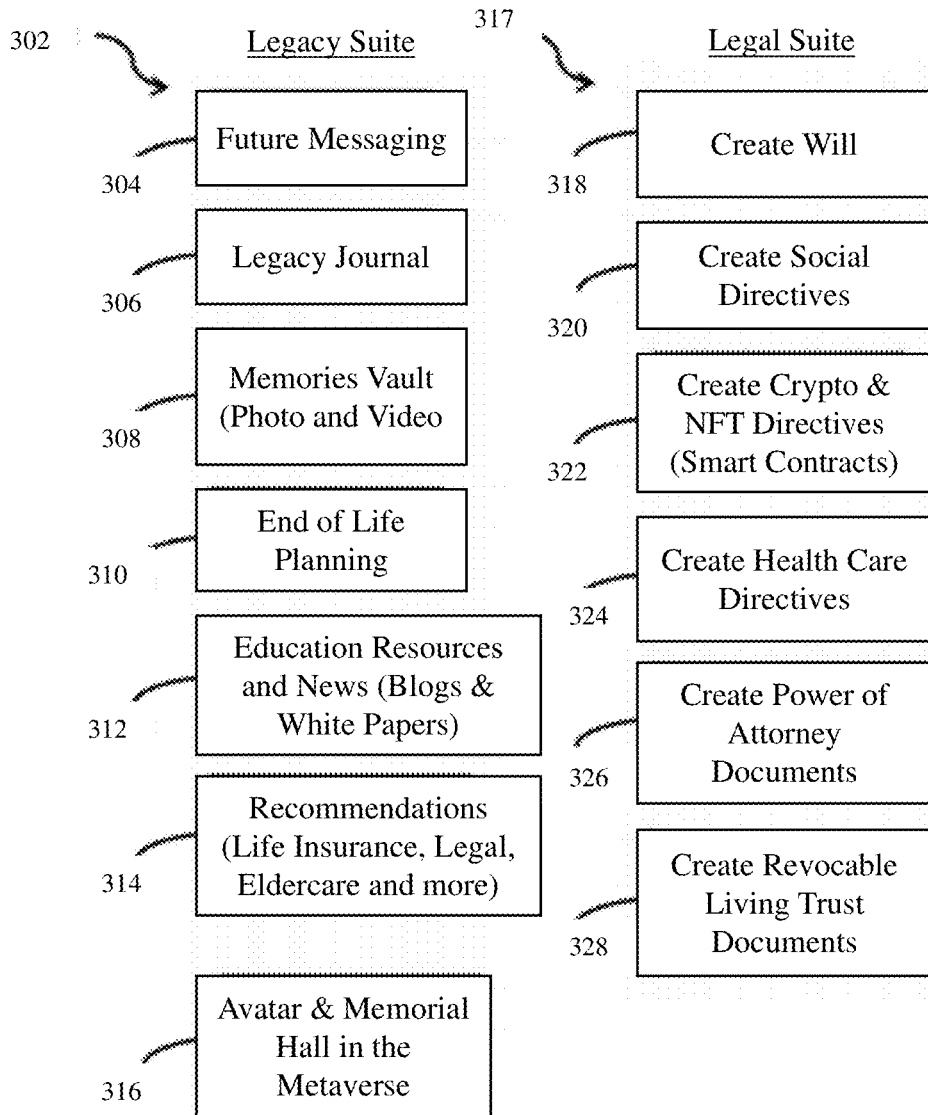 302
Legacy Suite
Future Messaging
304
Legacy Journal
306
Memories Vault
(Photo and Video
308
End of Life
Planning
310
Education Resources
and News (Blogs &
White Papers)
312
Recommendations
(Life Insurance, Legal,
Eldercare and more)
314
Avatar & Memorial
Hall in the
Metaverse
316
317
Legal Suite
Create Will
318
Create Social
Directives
320
Create Crypto &
NFT Directives
(Smart Contracts)
322
Create Health Care
Directives
324
Create Power of
Attorney
Documents
326
Create Revocable
Living Trust
Documents
328